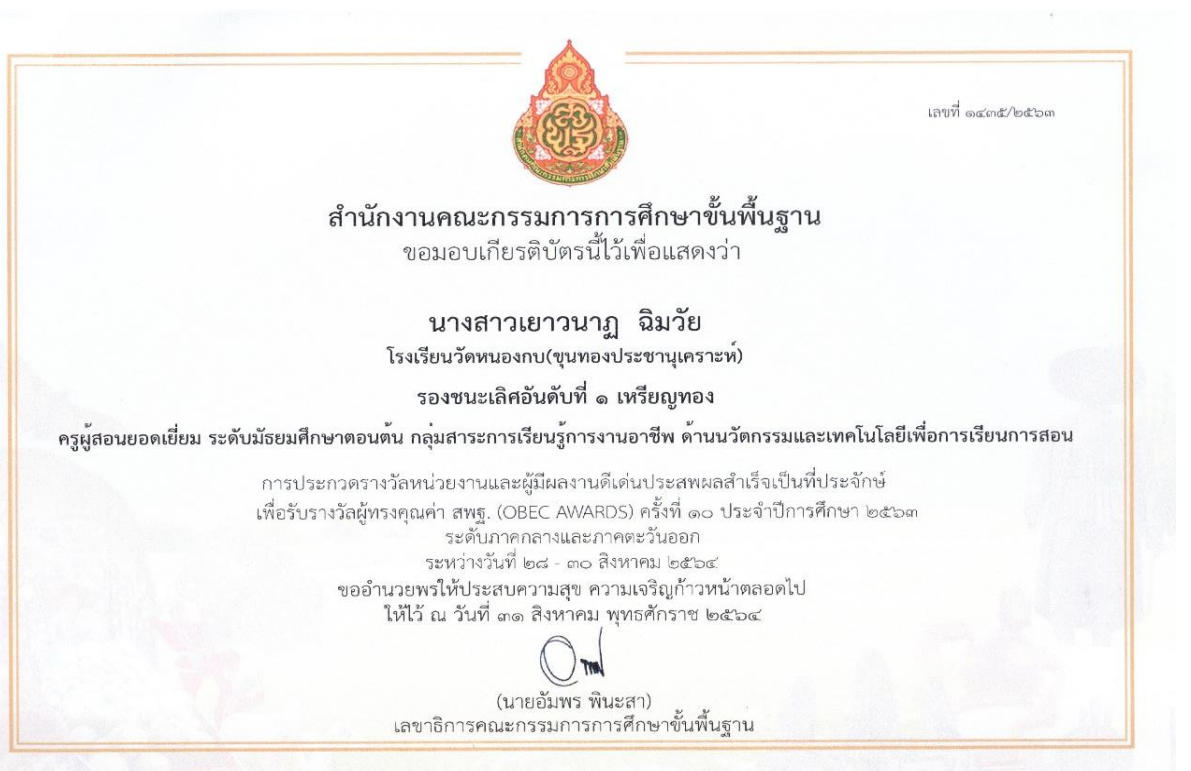 เลขที่ ๑๔๓๕/๒๕๖๓
สำนักงานคณะกรรมการการศึกษาขั้นพื้นฐาน
ขอมอบเกียรติบัตรนี้ไว้เพื่อแสดงว่า
นางสาวเยาวนาฏ ฉิมวัย
โรงเรียนวัดหนองกบ(ขุนทองประชานุเคราะห์)
รองชนะเลิศอันดับที่ ๑ เหรียญทอง
ครูผู้สอนยอดเยี่ยม ระดับมัธยมศึกษาตอนต้น กลุ่มสาระการเรียนรู้การงานอาชีพ ด้านนวัตกรรมและเทคโนโลยีเพื่อการเรียนการสอน
การประกวดรางวัลหน่วยงานและผู้มีผลงานดีเด่นประสพผลสำเร็จเป็นที่ประจักษ์
เพื่อรับรางวัลผู้ทรงคุณค่า สพฐ. (OBEC AWARDS) ครั้งที่ ๑๐ ประจำปีการศึกษา ๒๕๖๓
ระดับภาคกลางและภาคตะวันออก
ระหว่างวันที่ ๒๘ - ๓๐ สิงหาคม ๒๕๖๔
ขออำนวยพรให้ประสบความสุข ความเจริญก้าวหน้าตลอดไป
ให้ไว้ ณ วันที่ ๓๑ สิงหาคม พุทธศักราช ๒๕๖๔
(นายอัมพร พินะสา)
เลขาธิการคณะกรรมการการศึกษาขั้นพื้นฐาน